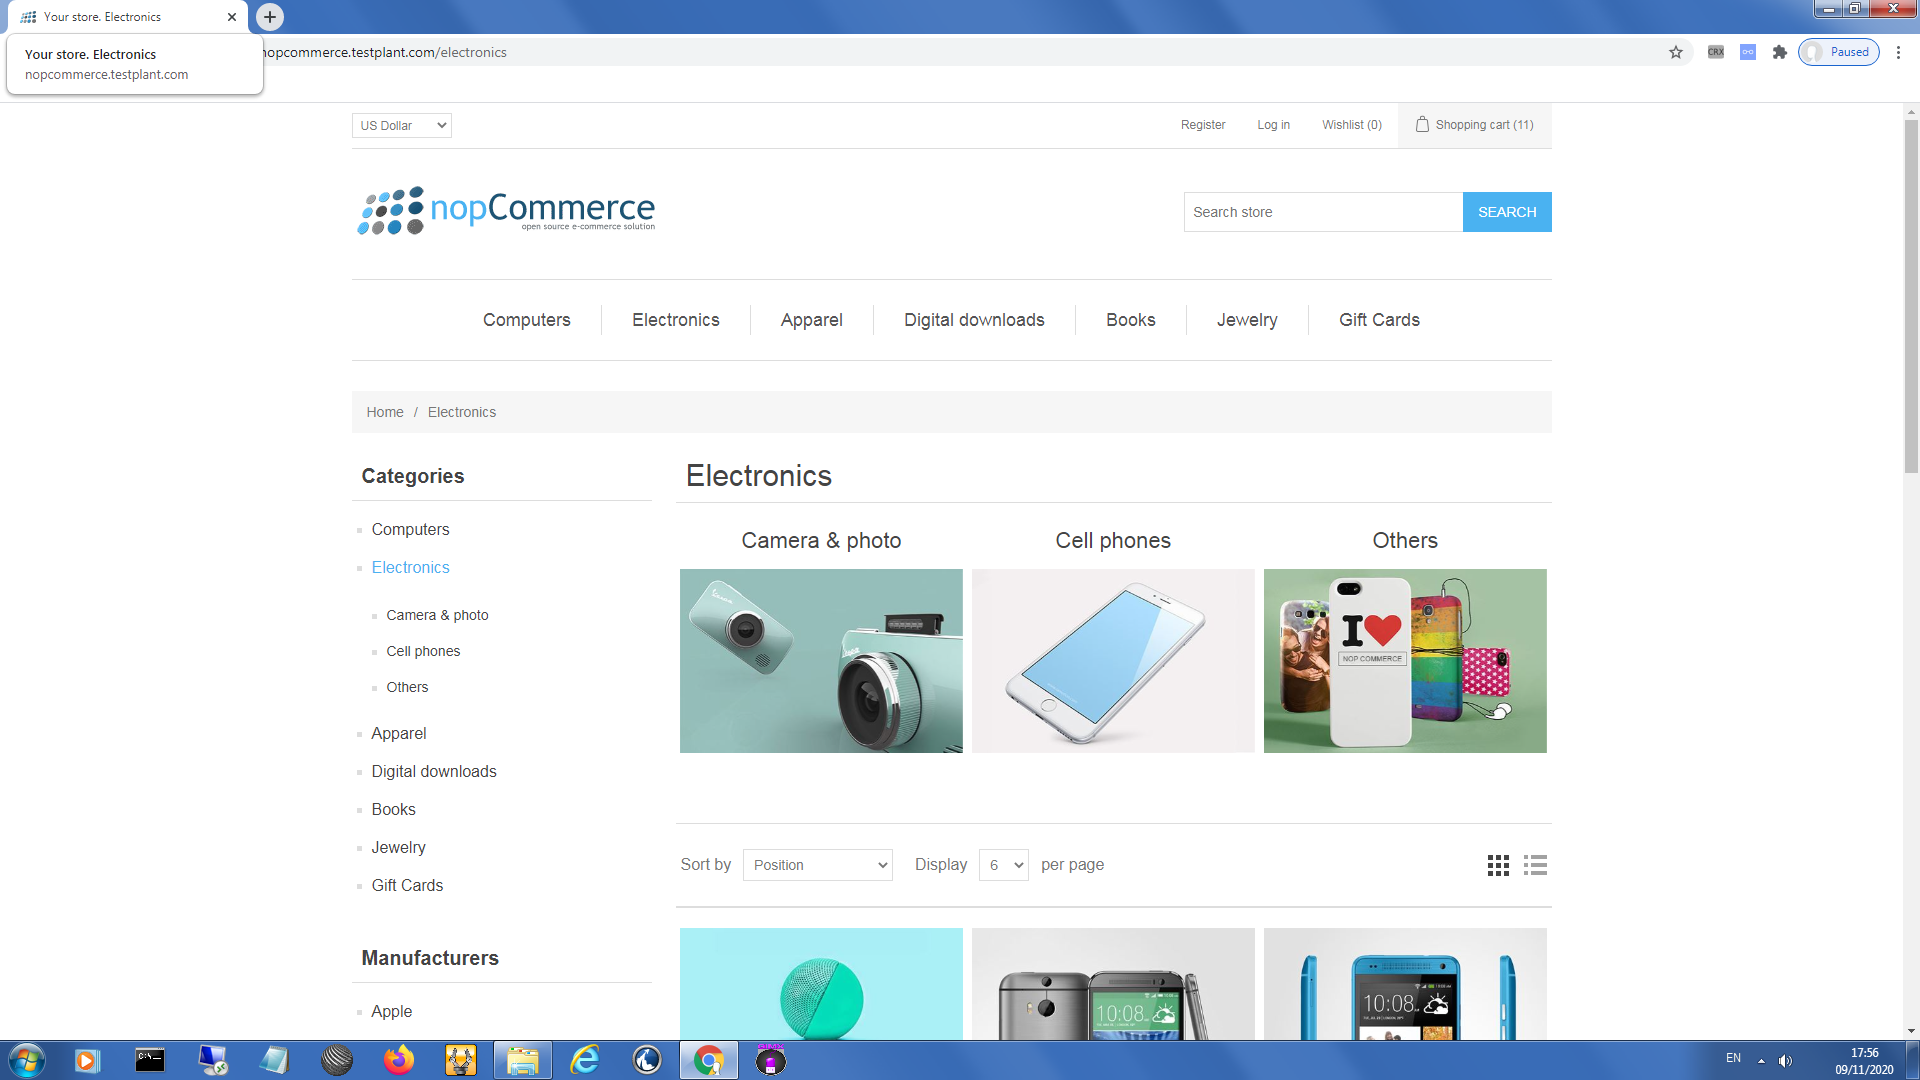 Your store. Electronics
Your store. Electronics
nopcommerce.testplant.com
nopcommerce.testplant.com/electronics
CRX
Paused
US Dollar
Register
Log in
Wishlist (0)
Shopping cart (11)
nopCommerce
open source e-commerce solution
Search store
SEARCH
Computers
Electronics
Apparel
Digital downloads
Books
Jewelry
Gift Cards
Home / Electronics
Categories
Computers
Electronics
Camera & photo
Cell phones
Others
Apparel
Digital downloads
Books
Jewelry
Gift Cards
Manufacturers
Apple
Electronics
Camera & photo
Cell phones
Others
I
NOP COMMERCE
Sort by Position Display 6 per page
10:08
10:08
C:\_
EN
17:56
09/11/2020